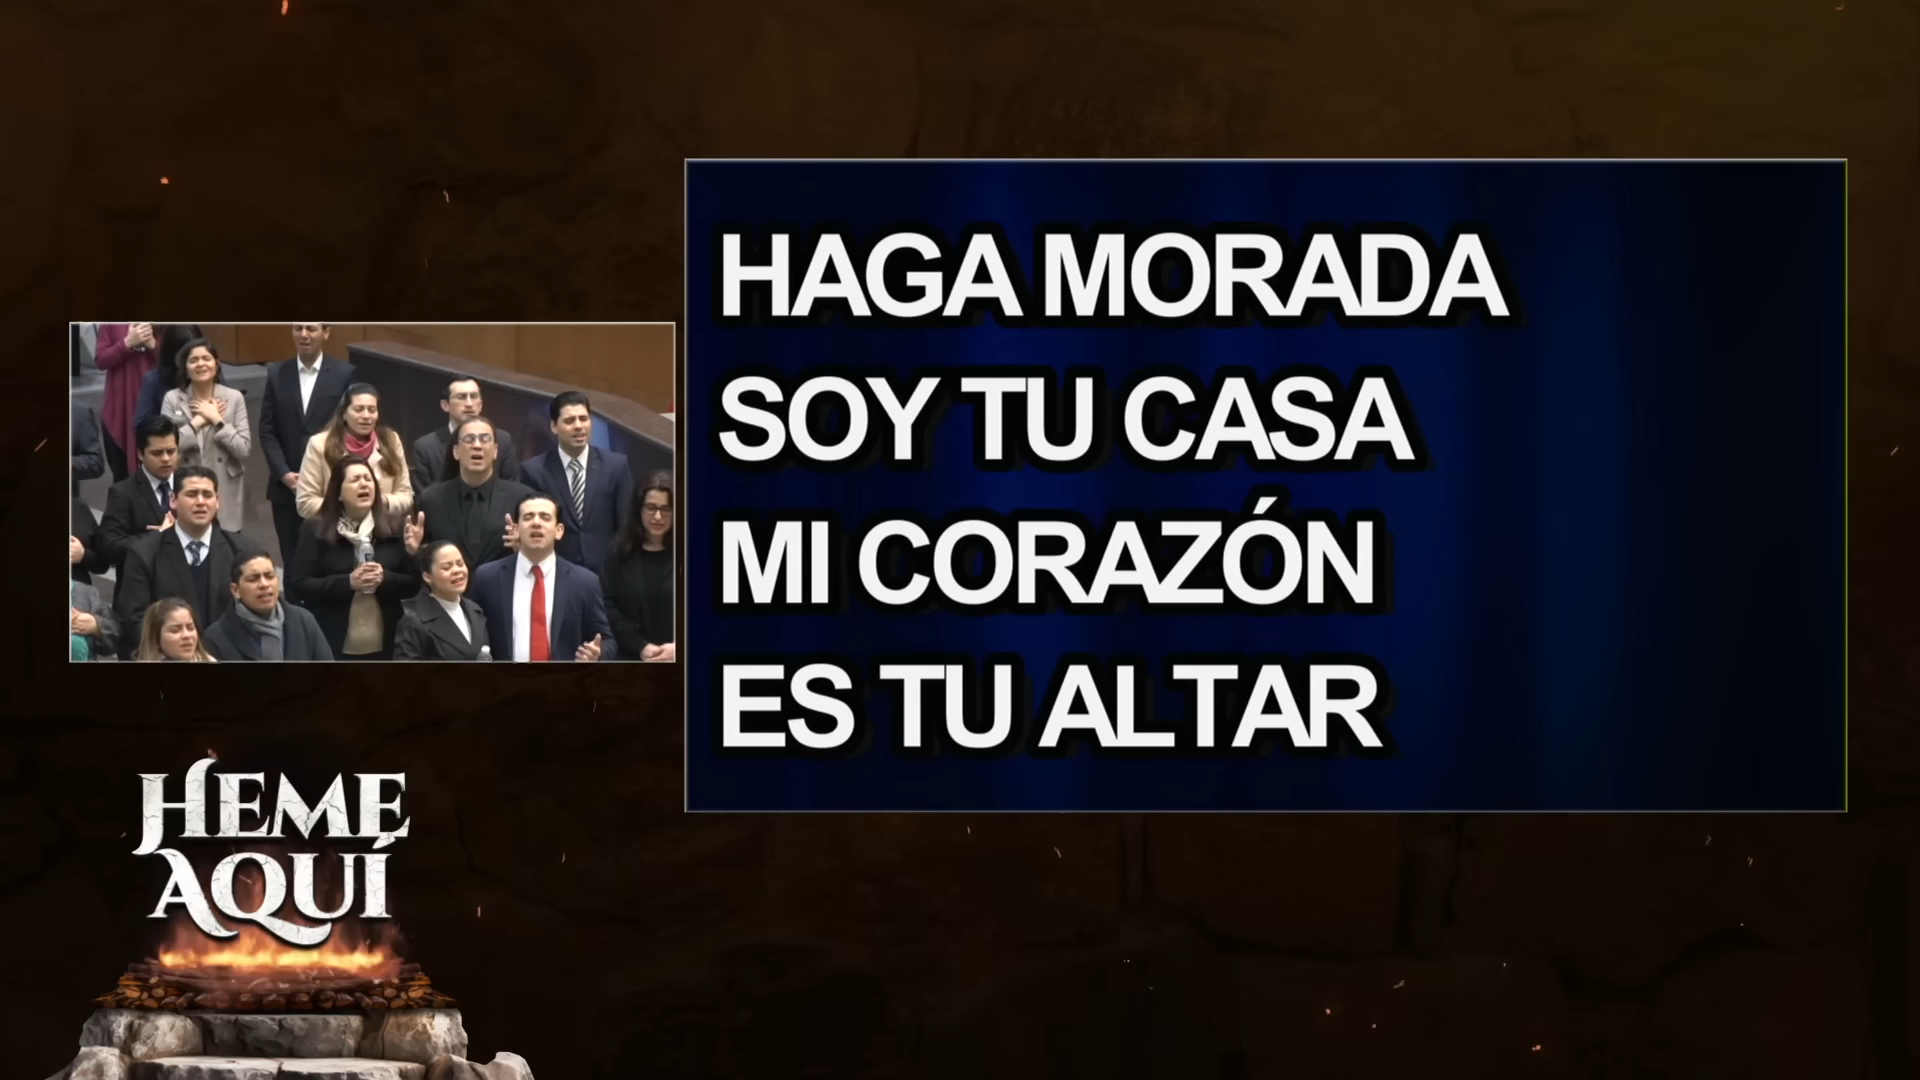 HAGA MORADA
SOY TU CASA
MI CORAZÓN
ES TU ALTAR
HEME
AQUÍ